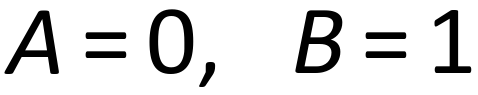 A = 0, B = 1